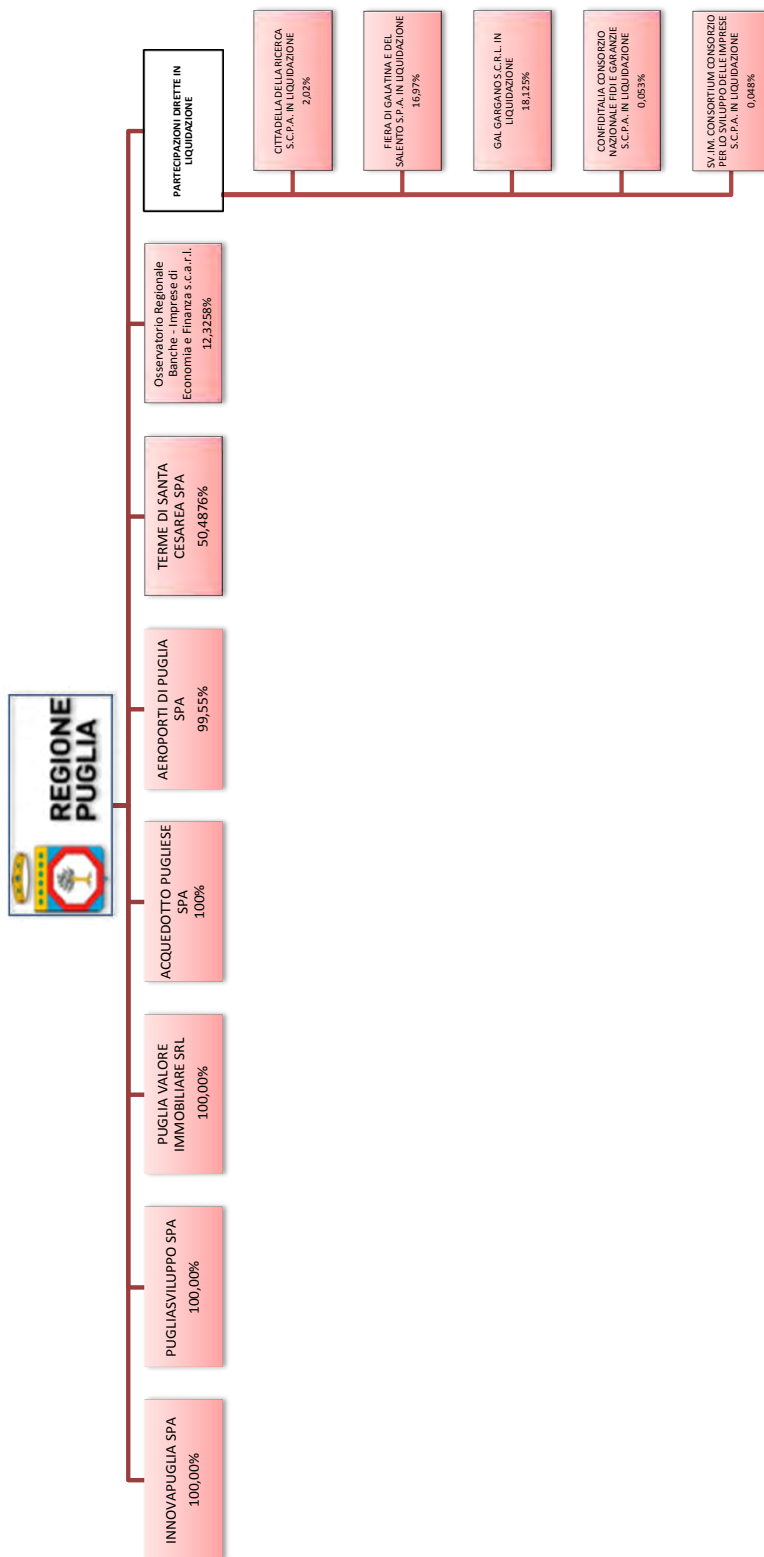 REGIONE
PUGLIA
INNOVAPUGLIA SPA
100,00%
PUGLIASVILUPPO SPA
100,00%
PUGLIA VALORE
IMMOBILIARE SRL
100,00%
ACQUEDOTTO PUGLIESE
SPA
100%
AEROPORTI DI PUGLIA
SPA
99,55%
TERME DI SANTA
CESAREA SPA
50,4876%
Osservatorio Regionale
Banche - Imprese di
Economia e Finanza s.c.a.r.l.
12,3258%
PARTECIPAZIONI DIRETTE IN
LIQUIDAZIONE
CITTADELLA DELLA RICERCA
S.C.P.A. IN LIQUIDAZIONE
2,02%
FIERA DI GALATINA E DEL
SALENTO S.P.A. IN LIQUIDAZIONE
16,97%
GAL GARGANO S.C.R.L. IN
LIQUIDAZIONE
18,125%
CONFIDITALIA CONSORZIO
NAZIONALE FIDI E GARANZIE
S.C.P.A. IN LIQUIDAZIONE
0,053%
SV.IM. CONSORTIUM CONSORZIO
PER LO SVILUPPO DELLE IMPRESE
S.C.P.A. IN LIQUIDAZIONE
0,048%